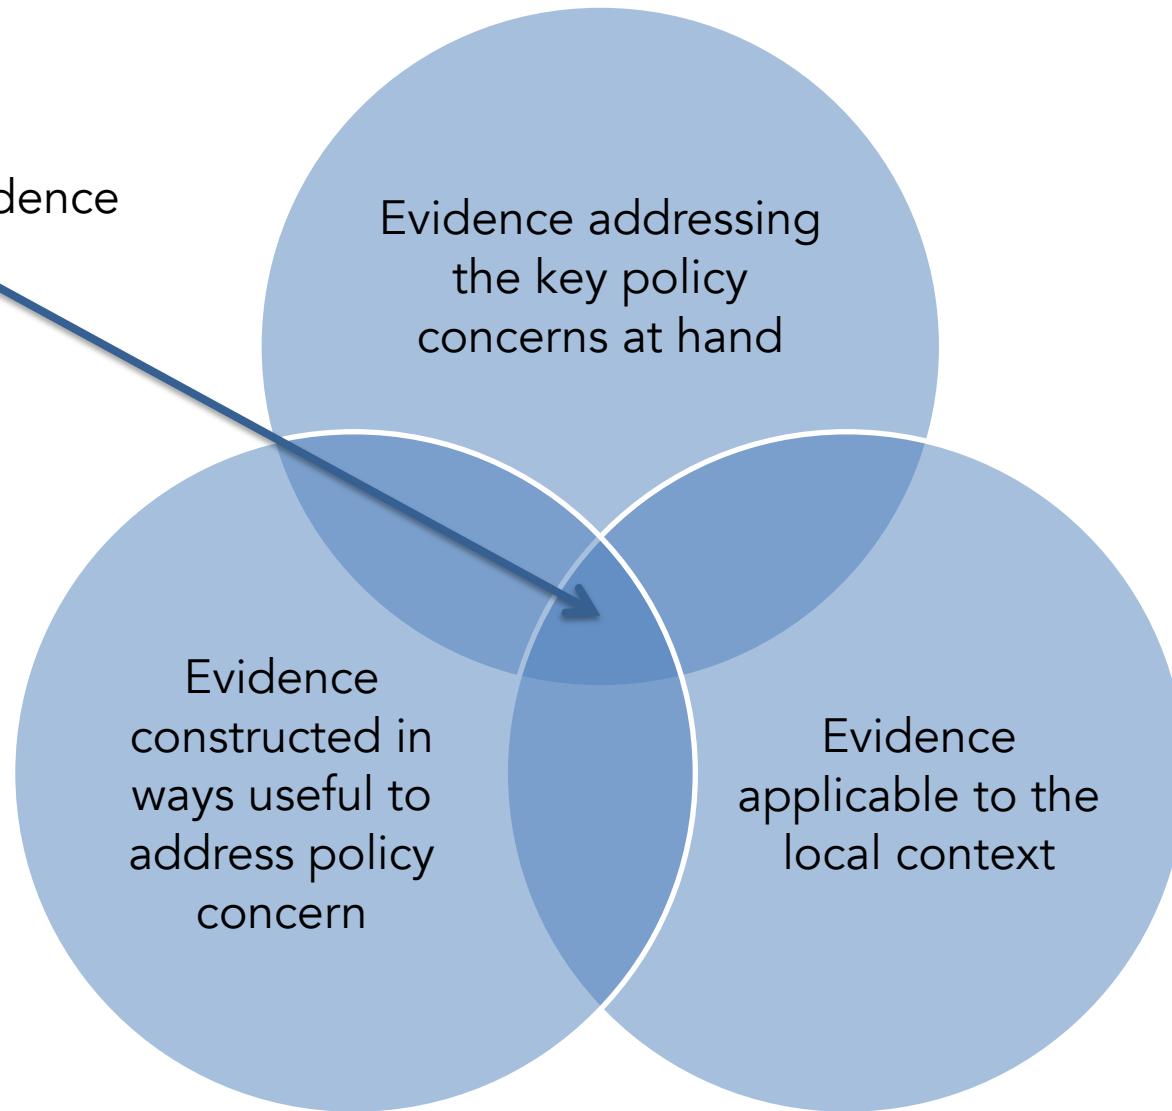 Evidence addressing
the key policy
concerns at hand
Evidence
constructed in
ways useful to
address policy
concern
Evidence
applicable to the
local context